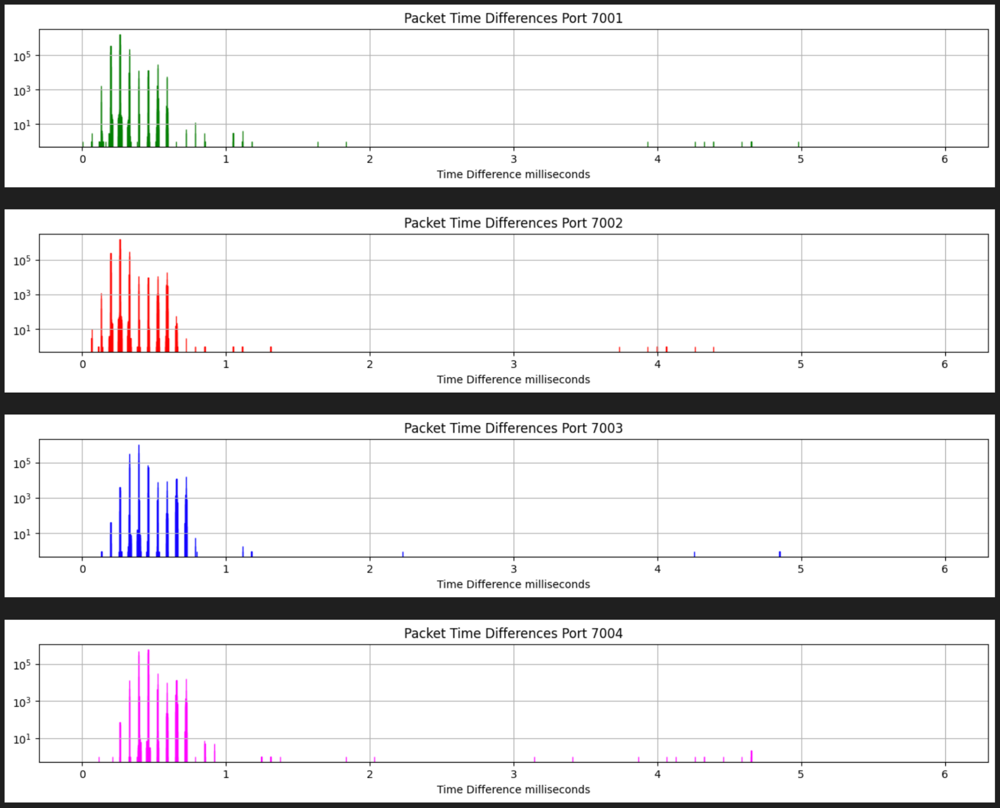 Packet Time Differences Port 7001
10⁵
10³
10¹
0 1 2 3 4 5 6
Time Difference milliseconds
Packet Time Differences Port 7002
10⁵
10³
10¹
0 1 2 3 4 5 6
Time Difference milliseconds
Packet Time Differences Port 7003
10⁵
10³
10¹
0 1 2 3 4 5 6
Time Difference milliseconds
Packet Time Differences Port 7004
10⁵
10³
10¹
0 1 2 3 4 5 6
Time Difference milliseconds